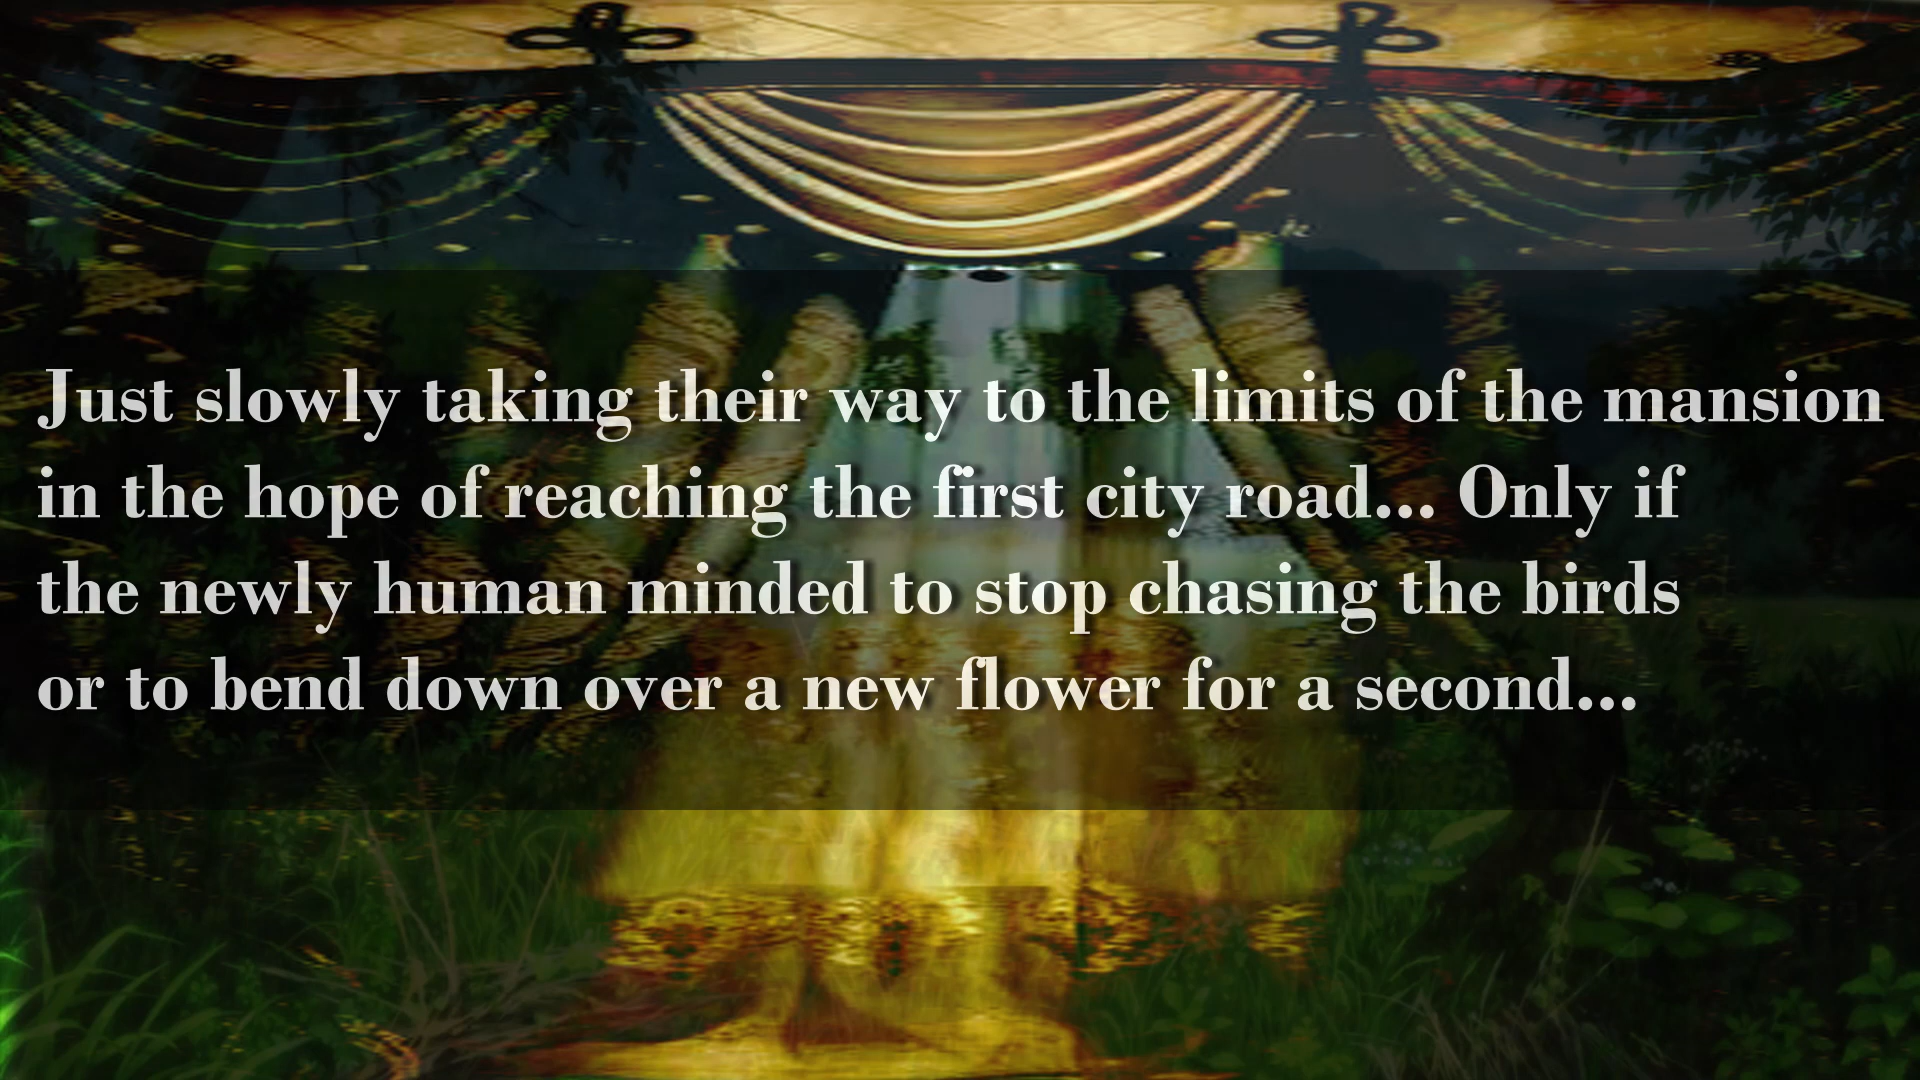 Just slowly taking their way to the limits of the mansion
in the hope of reaching the first city road... Only if
the newly human minded to stop chasing the birds
or to bend down over a new flower for a second...